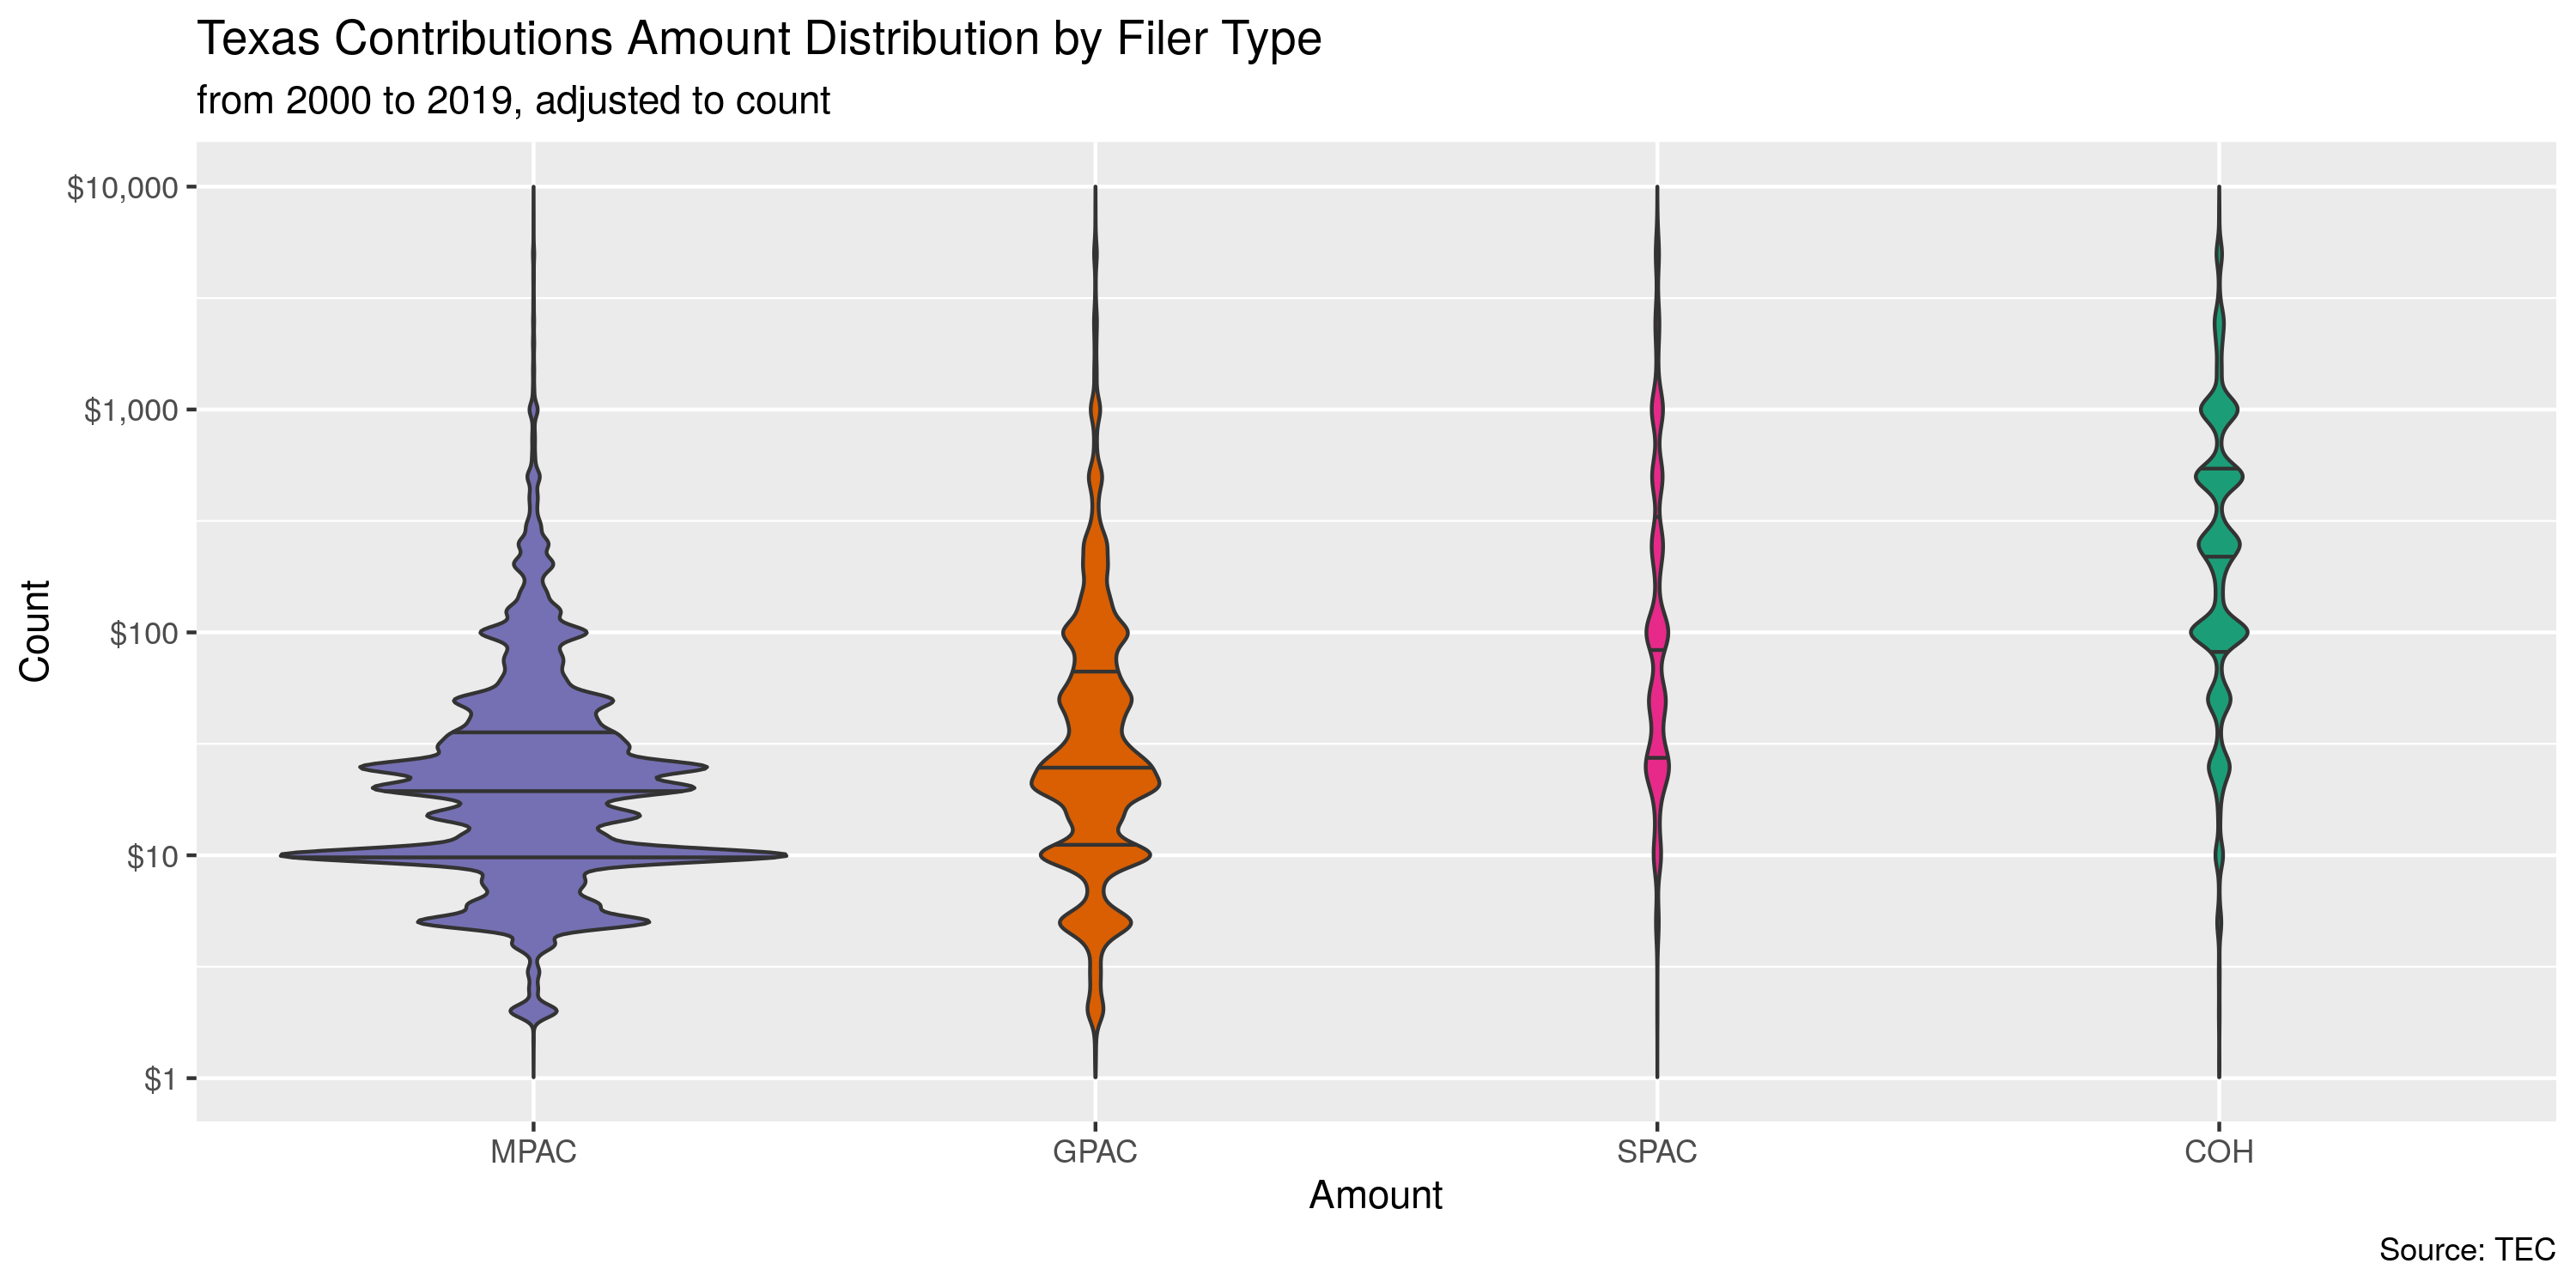 Texas Contributions Amount Distribution by Filer Type
from 2000 to 2019, adjusted to count
Count
$10,000
$1,000
$100
$10
$1
MPAC GPAC SPAC COH
Amount
Source: TEC